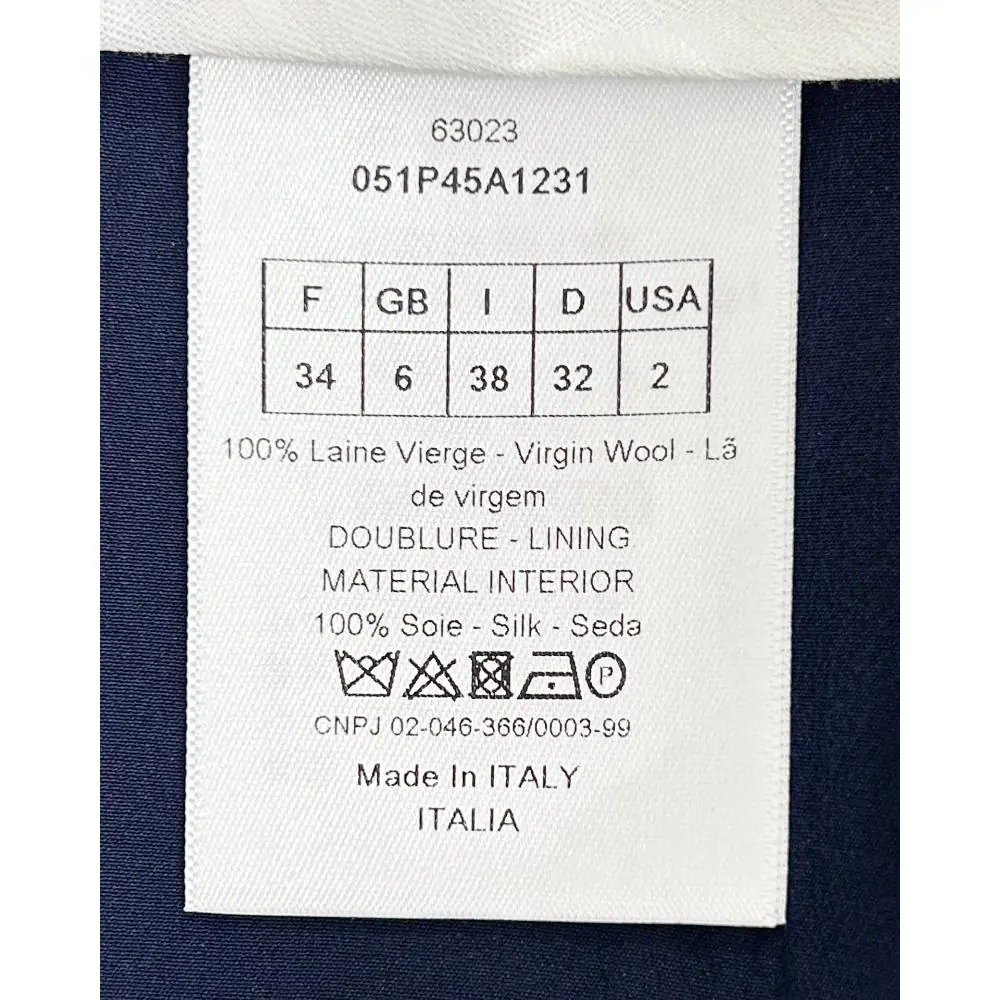 63023
051P45A1231
F GB I D USA
34 6 38 32 2
100% Laine Vierge - Virgin Wool - Lã
de virgem
DOUBLURE - LINING
MATERIAL INTERIOR
100% Soie - Silk - Seda
P
CNPJ 02-046-366/0003-99
Made In ITALY
ITALIA